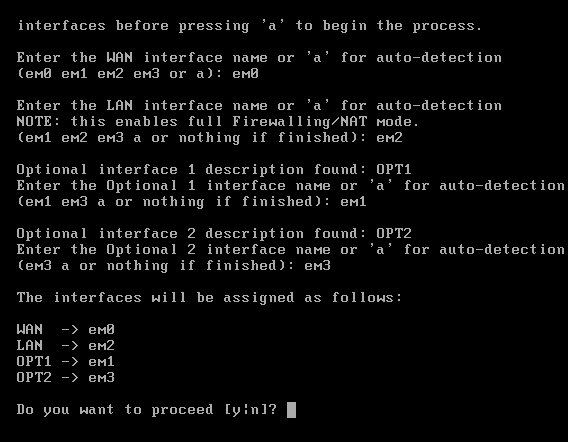 interfaces before pressing 'a' to begin the process.
Enter the WAN interface name or 'a' for auto-detection
(em0 em1 em2 em3 or a): em0
Enter the LAN interface name or 'a' for auto-detection
NOTE: this enables full Firewalling/NAT mode.
(em1 em2 em3 a or nothing if finished): em2
Optional interface 1 description found: OPT1
Enter the Optional 1 interface name or 'a' for auto-detection
(em1 em3 a or nothing if finished): em1
Optional interface 2 description found: OPT2
Enter the Optional 2 interface name or 'a' for auto-detection
(em3 a or nothing if finished): em3
The interfaces will be assigned as follows:
WAN  -> em0
LAN  -> em2
OPT1 -> em1
OPT2 -> em3
Do you want to proceed [y|n]?